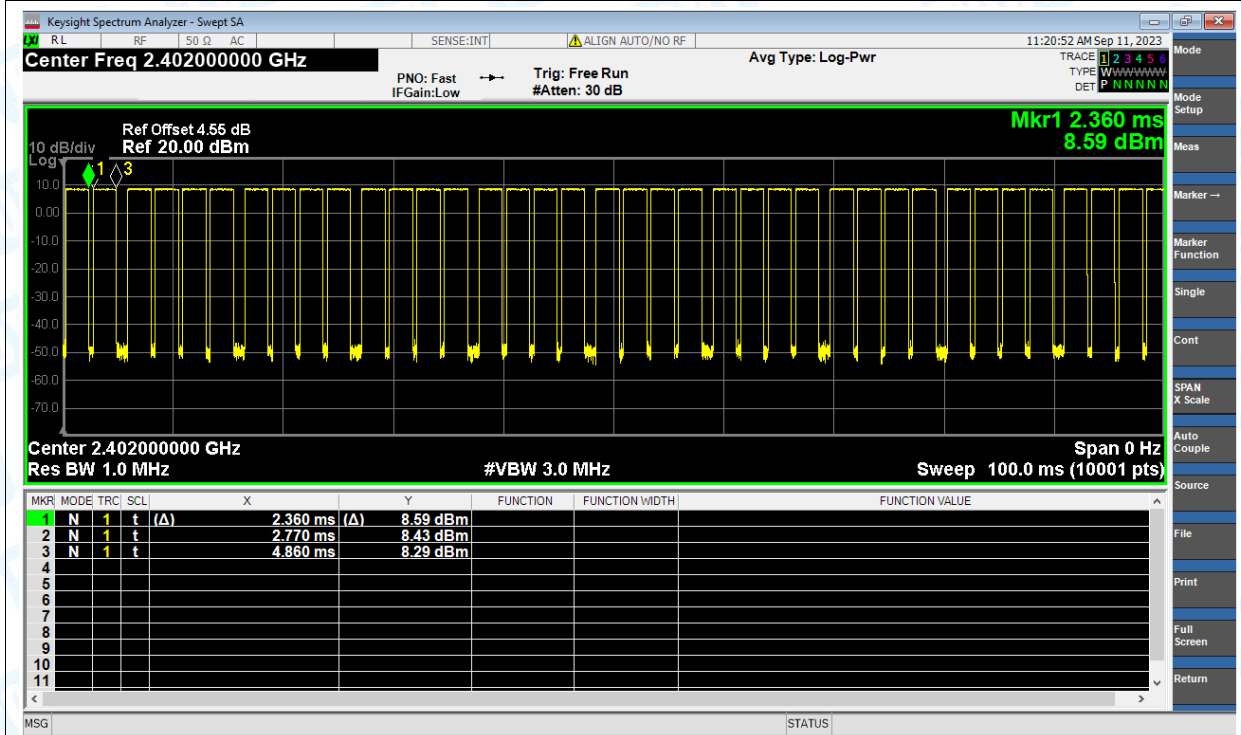 Keysight Spectrum Analyzer - Swept SA
LXI RL RF 50 Ω AC SENSE:INT ALIGN AUTO/NO RF 11:20:52 AM Sep 11, 2023
Center Freq 2.402000000 GHz
PNO: Fast
IFGain:Low
Trig: Free Run
#Atten: 30 dB
Avg Type: Log-Pwr
TRACE 1 2 3 4 5 6
TYPE WWWWWWW
DET P N N N N N
Ref Offset 4.55 dB
10 dB/div Ref 20.00 dBm
Log
Mkr1 2.360 ms
8.59 dBm
1 3
10.0
0.00
-10.0
-20.0
-30.0
-40.0
-50.0
-60.0
-70.0
Center 2.402000000 GHz Span 0 Hz
Res BW 1.0 MHz #VBW 3.0 MHz Sweep 100.0 ms (10001 pts)
MKR MODE TRC SCL X Y FUNCTION FUNCTION WIDTH FUNCTION VALUE
1 N 1 t (Δ) 2.360 ms (Δ) 8.59 dBm
2 N 1 t 2.770 ms 8.43 dBm
3 N 1 t 4.860 ms 8.29 dBm
4
5
6
7
8
9
10
11
MSG STATUS
Mode
Mode
Setup
Meas
Marker →
Marker
Function
Single
Cont
SPAN
X Scale
Auto
Couple
Source
File
Print
Full
Screen
Return